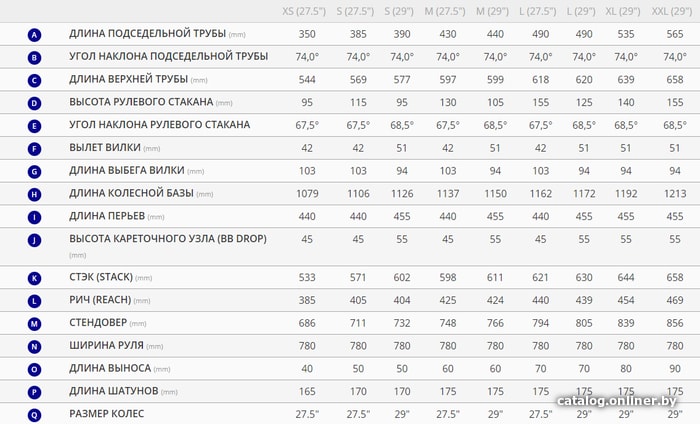 XS (27.5") S (27.5") S (29") M (27.5") M (29") L (27.5") L (29") XL (29") XXL (29")
A ДЛИНА ПОДСЕДЕЛЬНОЙ ТРУБЫ (mm) 350 385 390 430 440 490 490 535 565
B УГОЛ НАКЛОНА ПОДСЕДЕЛЬНОЙ ТРУБЫ 74,0° 74,0° 74,0° 74,0° 74,0° 74,0° 74,0° 74,0° 74,0°
C ДЛИНА ВЕРХНЕЙ ТРУБЫ (mm) 544 569 577 597 599 618 620 639 658
D ВЫСОТА РУЛЕВОГО СТАКАНА (mm) 95 115 95 130 105 155 125 140 155
E УГОЛ НАКЛОНА РУЛЕВОГО СТАКАНА 67,5° 67,5° 68,5° 67,5° 68,5° 67,5° 68,5° 68,5° 68,5°
F ВЫЛЕТ ВИЛКИ (mm) 42 42 51 42 51 42 51 51 51
G ДЛИНА ВЫБЕГА ВИЛКИ (mm) 103 103 94 103 94 103 94 94 94
H ДЛИНА КОЛЕСНОЙ БАЗЫ (mm) 1079 1106 1126 1137 1150 1162 1172 1192 1213
I ДЛИНА ПЕРЬЕВ (mm) 440 440 455 440 455 440 455 455 455
J ВЫСОТА КАРЕТОЧНОГО УЗЛА (BB DROP) 45 45 55 45 55 45 55 55 55
(mm)
K СТЭК (STACK) (mm) 533 571 602 598 611 621 630 644 658
L РИЧ (REACH) (mm) 385 405 404 425 424 440 439 454 469
M СТЕНДОВЕР (mm) 686 711 732 748 766 794 805 839 856
N ШИРИНА РУЛЯ (mm) 780 780 780 780 780 780 780 780 780
O ДЛИНА ВЫНОСА (mm) 40 50 50 60 60 70 70 80 90
P ДЛИНА ШАТУНОВ (mm) 165 170 170 175 175 175 175 175 175
catalog.onliner.by
Q РАЗМЕР КОЛЕС 27.5" 27.5" 29" 27.5" 29" 27.5" 29" 29" 29"